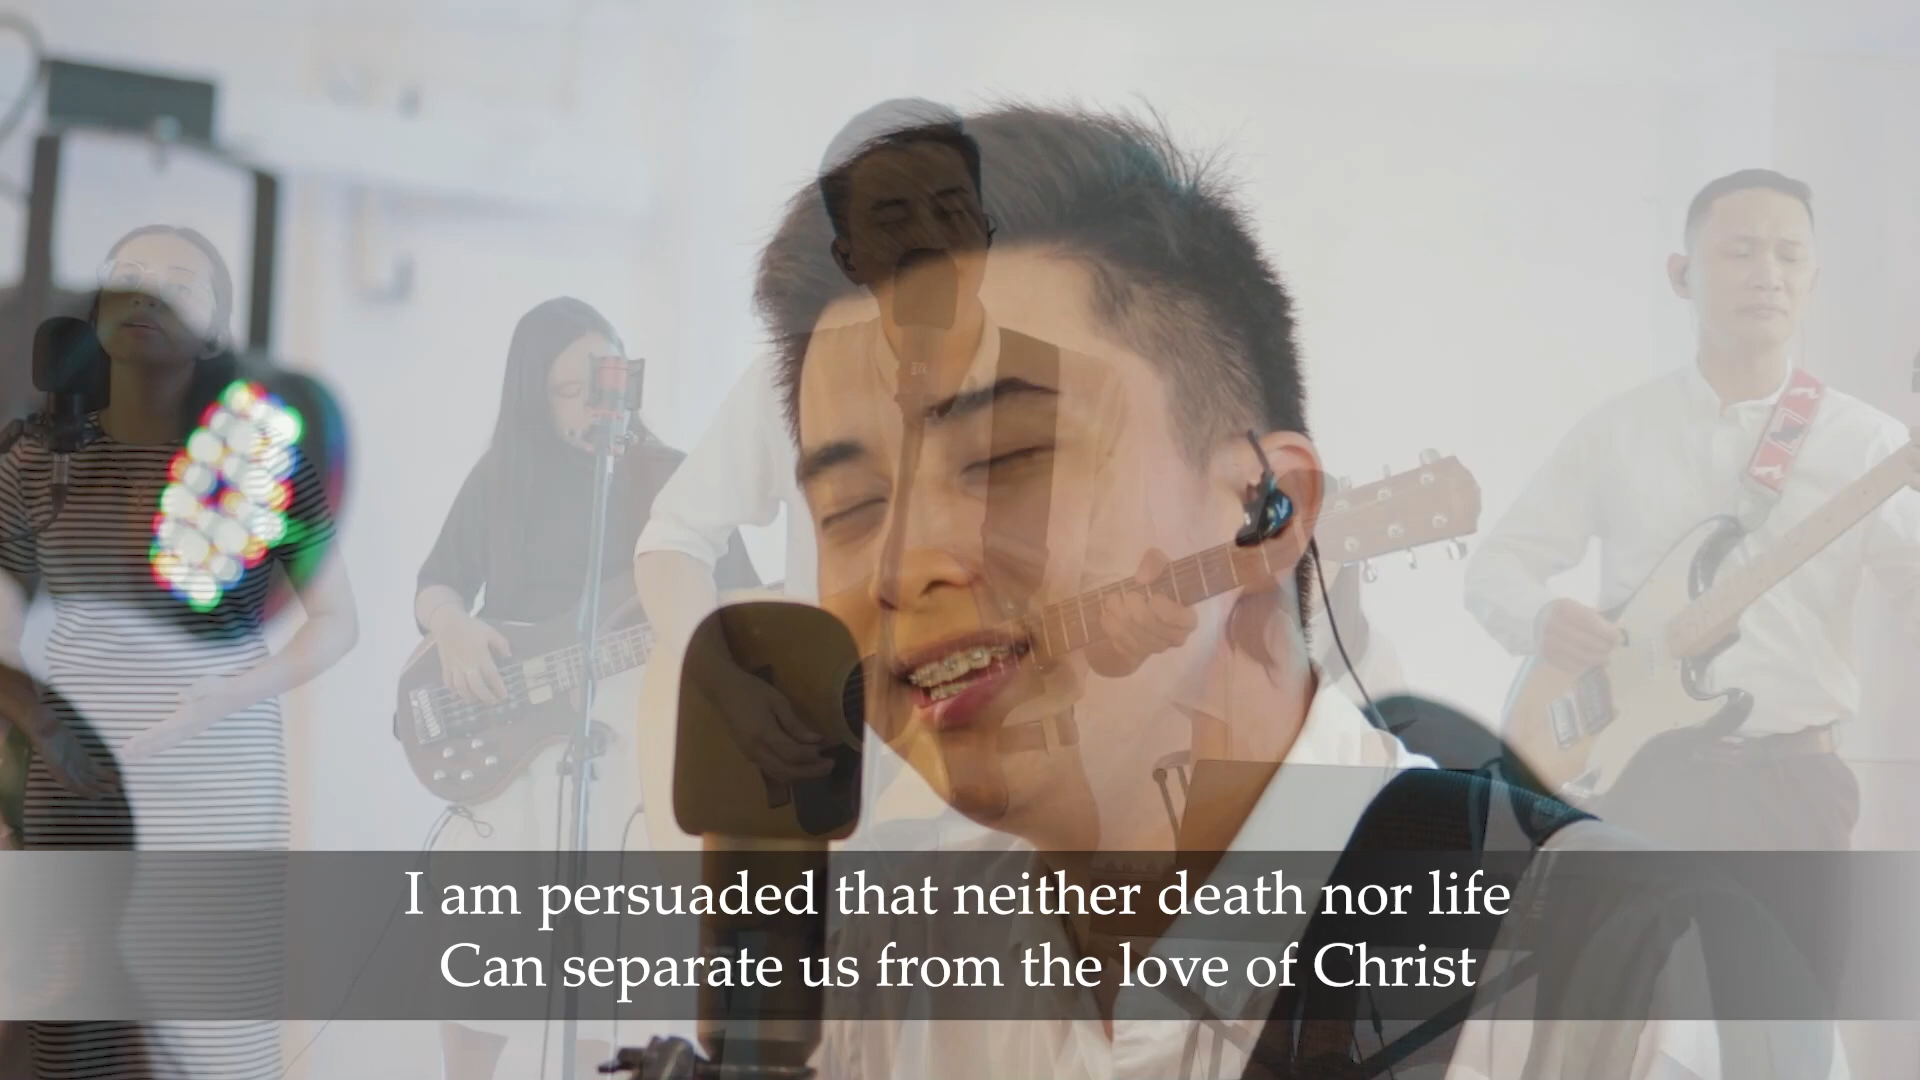 I am persuaded that neither death nor life
Can separate us from the love of Christ